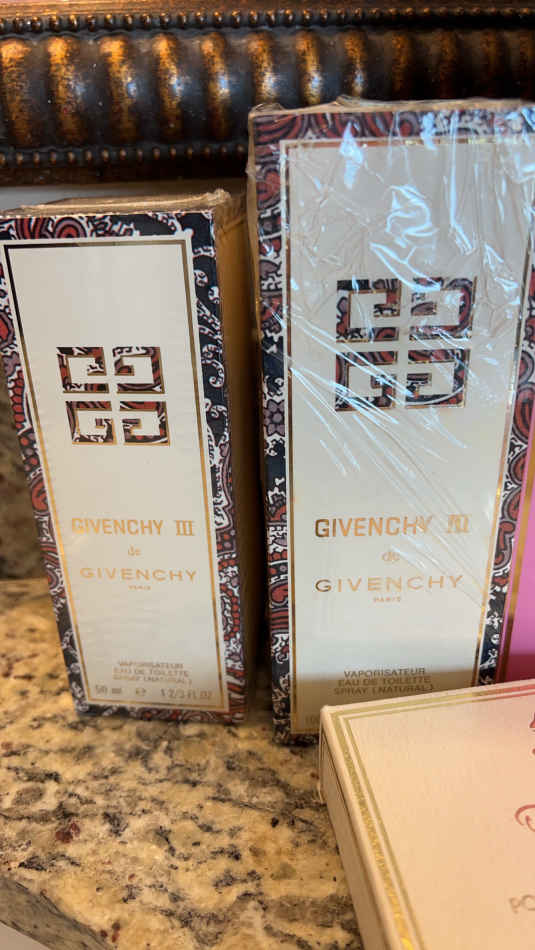 GIVENCHY III
de
GIVENCHY
PARIS
VAPORISATEUR
EAU DE TOILETTE
SPRAY (NATURAL)
50 ml e 1 2/3 FL.OZ
GIVENCHY III
de
GIVENCHY
PARIS
VAPORISATEUR
EAU DE TOILETTE
SPRAY (NATURAL)